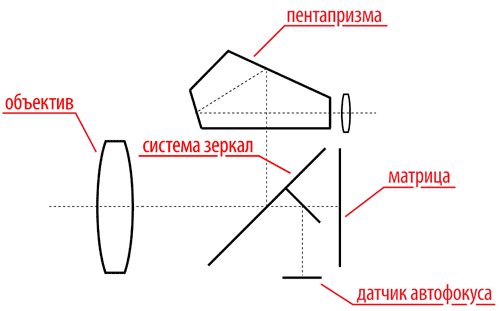 пентапризма
объектив
система зеркал
матрица
датчик автофокуса